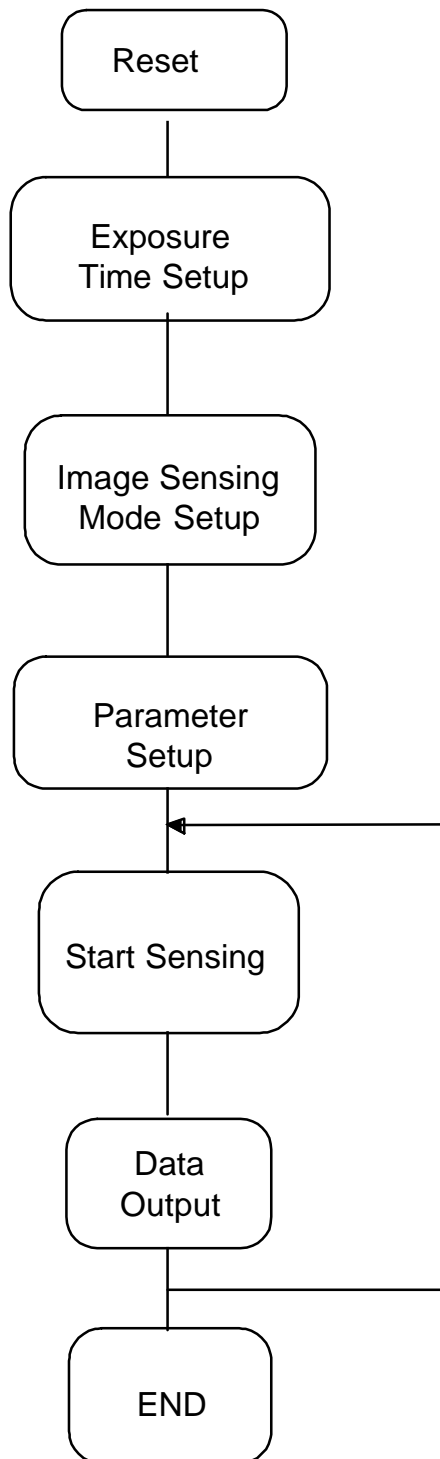 Reset
Exposure
Time Setup
Image Sensing
Mode Setup
Parameter
Setup
Start Sensing
Data
Output
END